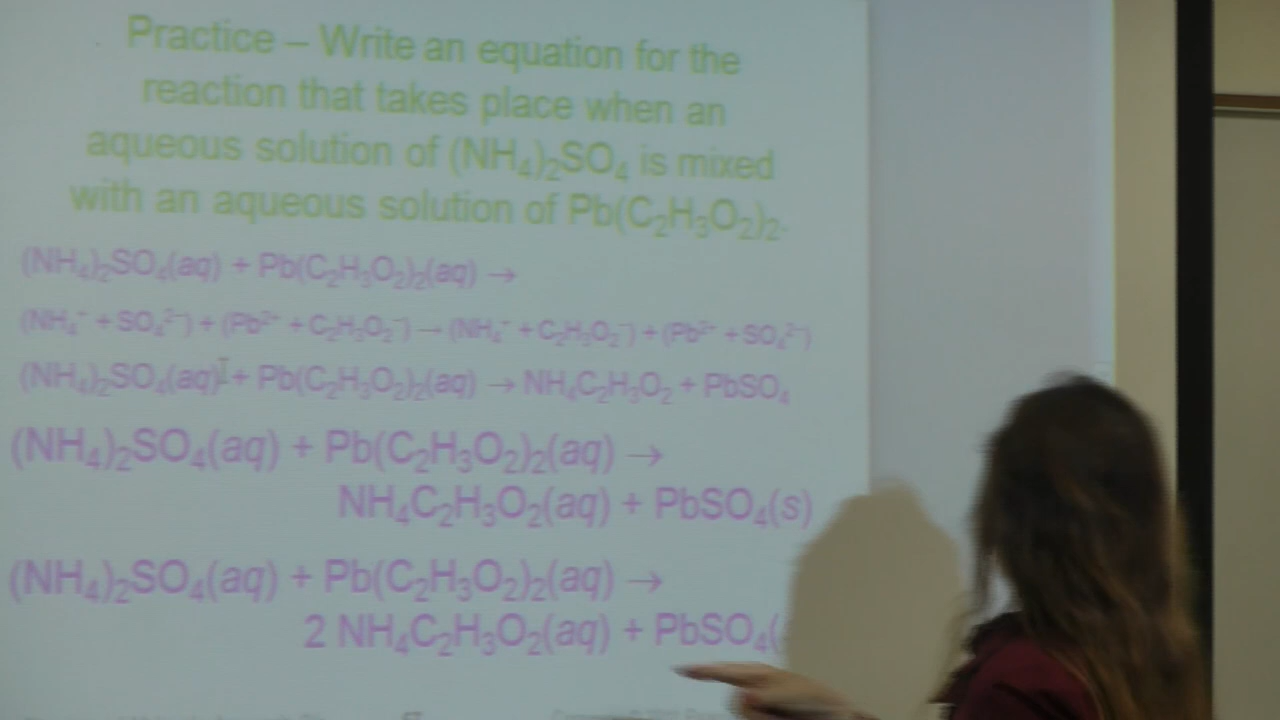 Practice – Write an equation for the
reaction that takes place when an
aqueous solution of (NH₄)₂SO₄ is mixed
with an aqueous solution of Pb(C₂H₃O₂)₂.
(NH₄)₂SO₄(aq) + Pb(C₂H₃O₂)₂(aq) →
(NH₄⁺ + SO₄²⁻) + (Pb²⁺ + C₂H₃O₂⁻) → (NH₄⁺ + C₂H₃O₂⁻) + (Pb²⁺ + SO₄²⁻)
(NH₄)₂SO₄(aq) + Pb(C₂H₃O₂)₂(aq) → NH₄C₂H₃O₂ + PbSO₄
(NH₄)₂SO₄(aq) + Pb(C₂H₃O₂)₂(aq) →
NH₄C₂H₃O₂(aq) + PbSO₄(s)
(NH₄)₂SO₄(aq) + Pb(C₂H₃O₂)₂(aq) →
2 NH₄C₂H₃O₂(aq) + PbSO₄(